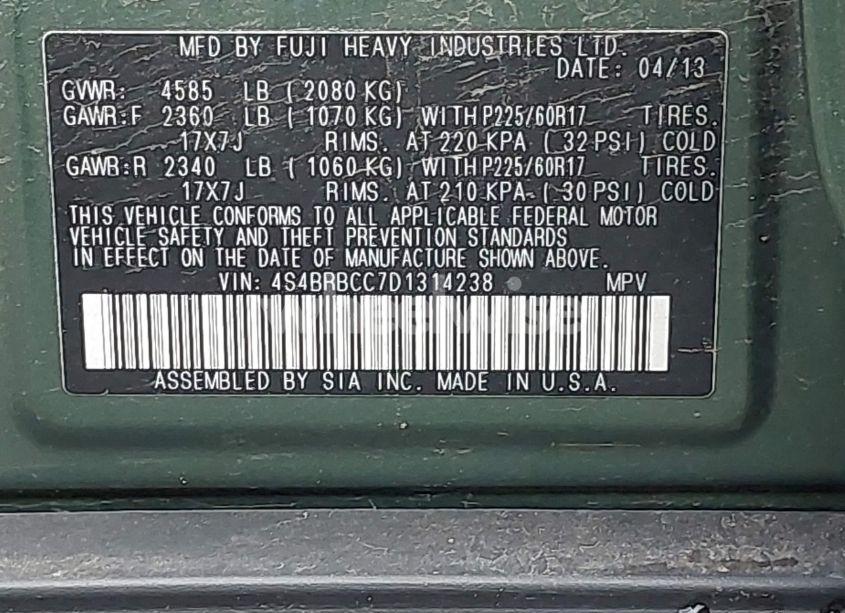 MFD BY FUJI HEAVY INDUSTRIES LTD.
DATE: 04/13
GVWR: 4585 LB ( 2080 KG)
GAWR:F 2360 LB ( 1070 KG) WITH P225/60R17 TIRES.
17X7J RIMS. AT 220 KPA ( 32 PSI) COLD
GAWR:R 2340 LB ( 1060 KG) WITH P225/60R17 TIRES.
17X7J RIMS. AT 210 KPA ( 30 PSI) COLD
THIS VEHICLE CONFORMS TO ALL APPLICABLE FEDERAL MOTOR
VEHICLE SAFETY AND THEFT PREVENTION STANDARDS
IN EFFECT ON THE DATE OF MANUFACTURE SHOWN ABOVE.
VIN: 4S4BRBCC7D1314238 MPV
wheelwise
ASSEMBLED BY SIA INC. MADE IN U.S.A.